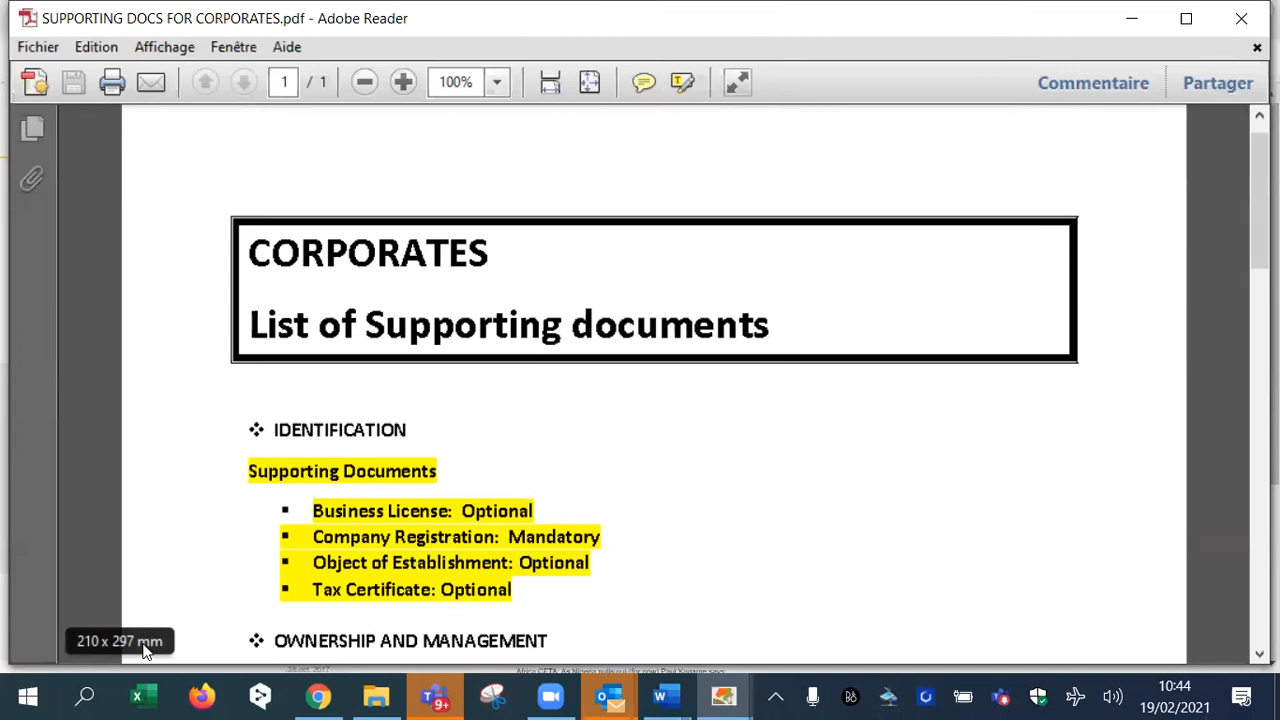 SUPPORTING DOCS FOR CORPORATES.pdf - Adobe Reader
Fichier Edition Affichage Fenêtre Aide
1 / 1 100% Commentaire Partager
CORPORATES
List of Supporting documents
IDENTIFICATION
Supporting Documents
Business License: Optional
Company Registration: Mandatory
Object of Establishment: Optional
Tax Certificate: Optional
OWNERSHIP AND MANAGEMENT
210 x 297 mm
9+
10:44
19/02/2021